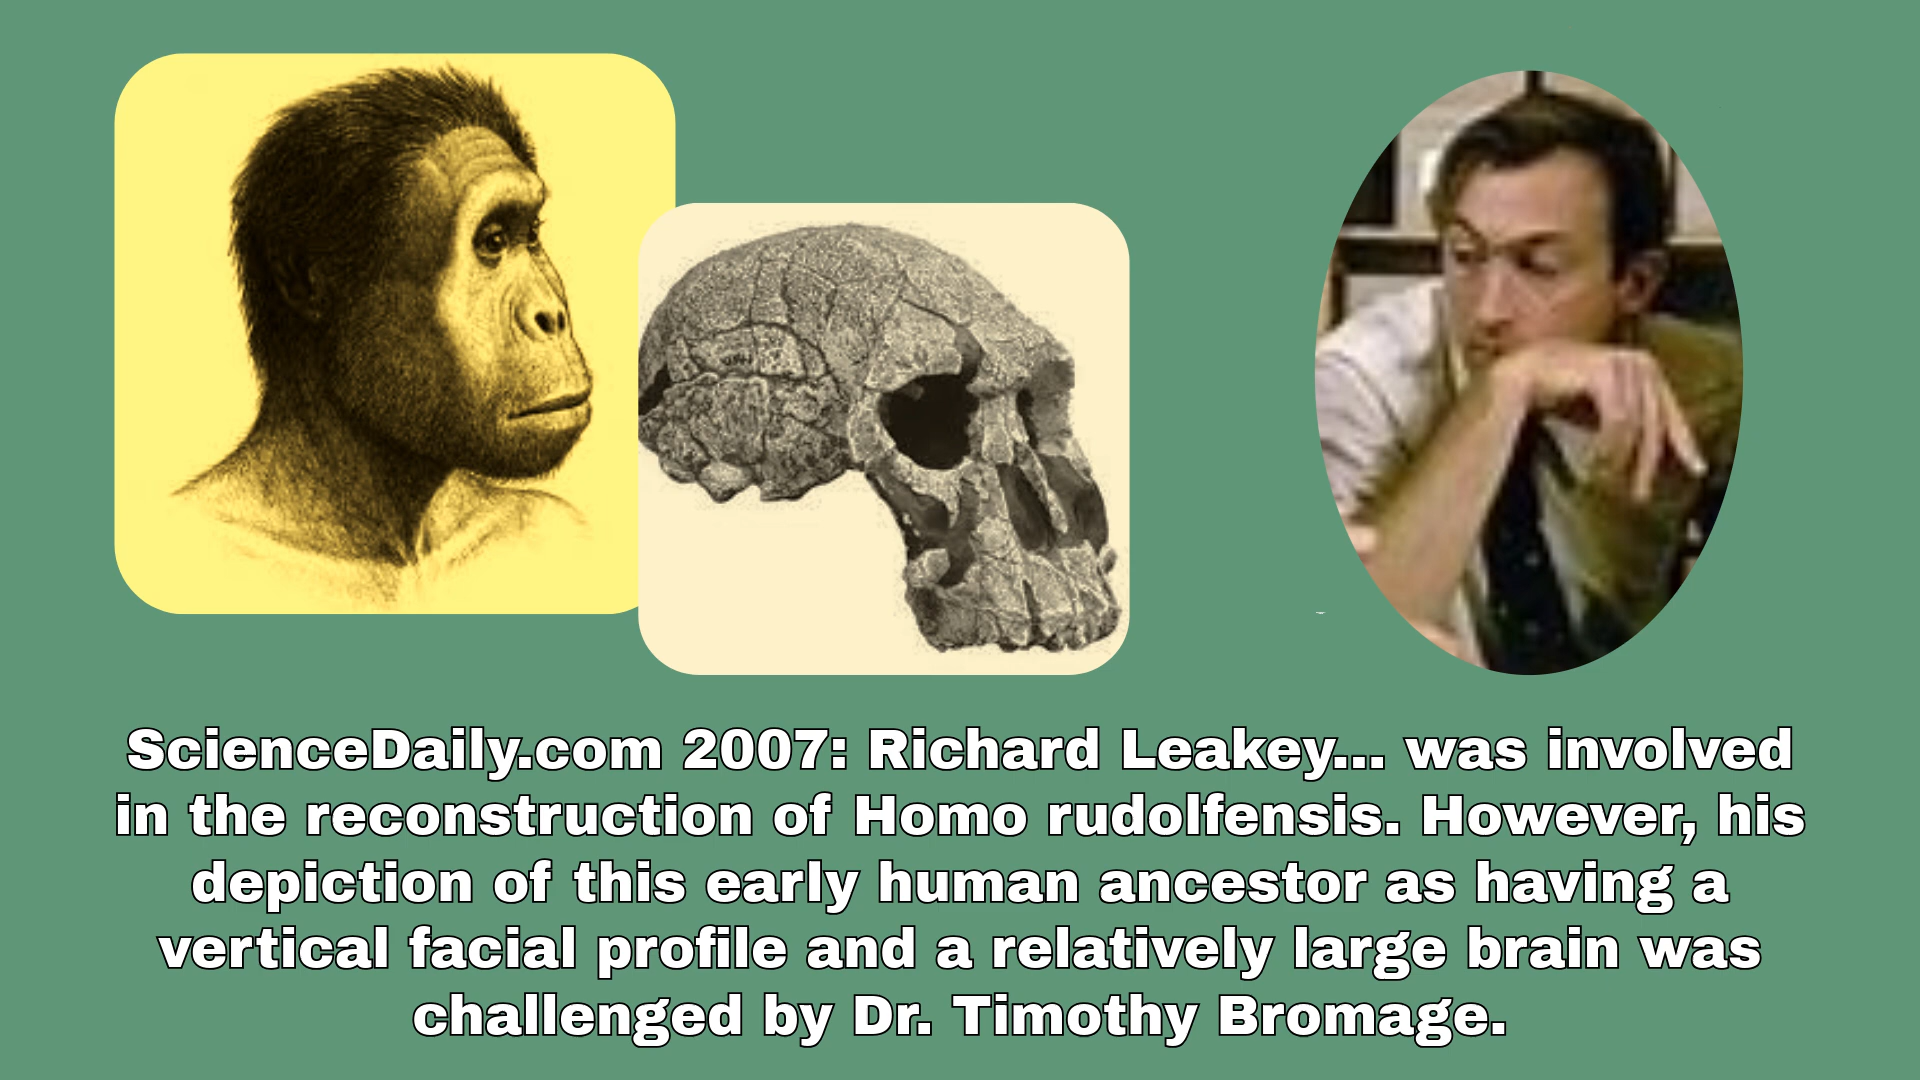 ScienceDaily.com 2007: Richard Leakey... was involved
in the reconstruction of Homo rudolfensis. However, his
depiction of this early human ancestor as having a
vertical facial profile and a relatively large brain was
challenged by Dr. Timothy Bromage.